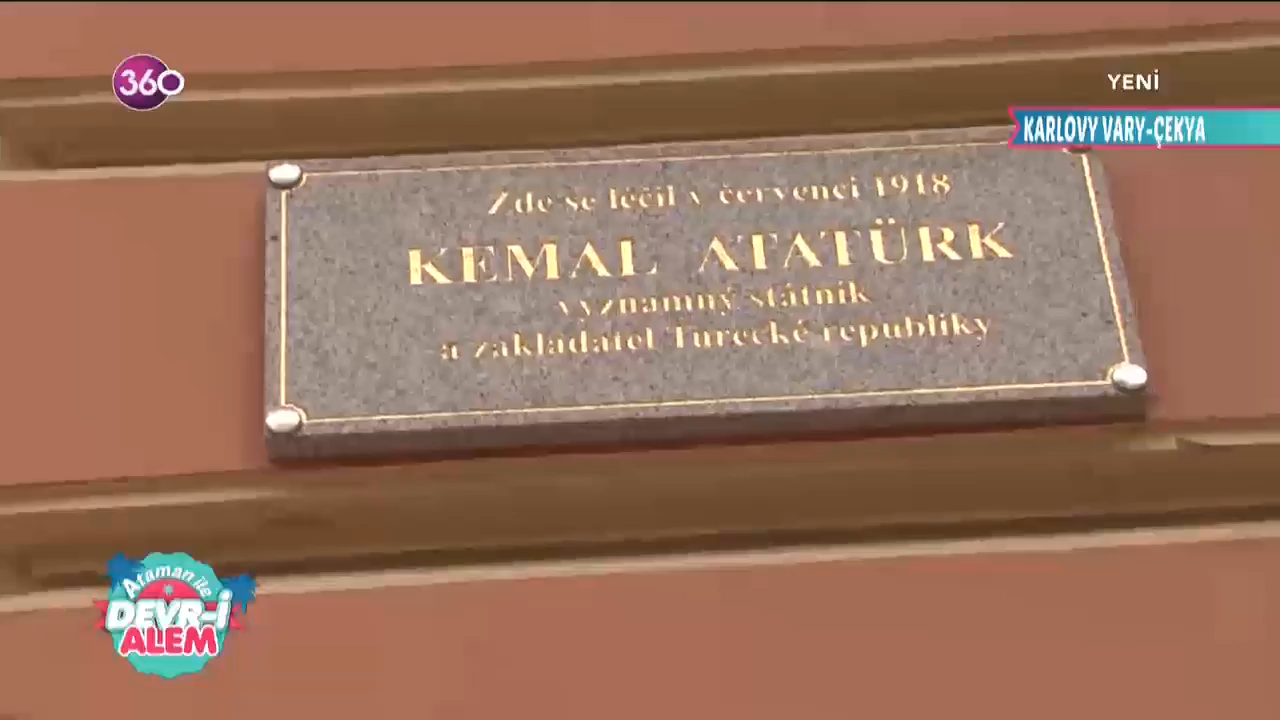 360
YENİ
KARLOVY VARY-ÇEKYA
Zde se léčil v červenci 1918
KEMAL ATATÜRK
významný státník
a zakladatel Turecké republiky
Ataman ile
DEVR-İ
ALEM